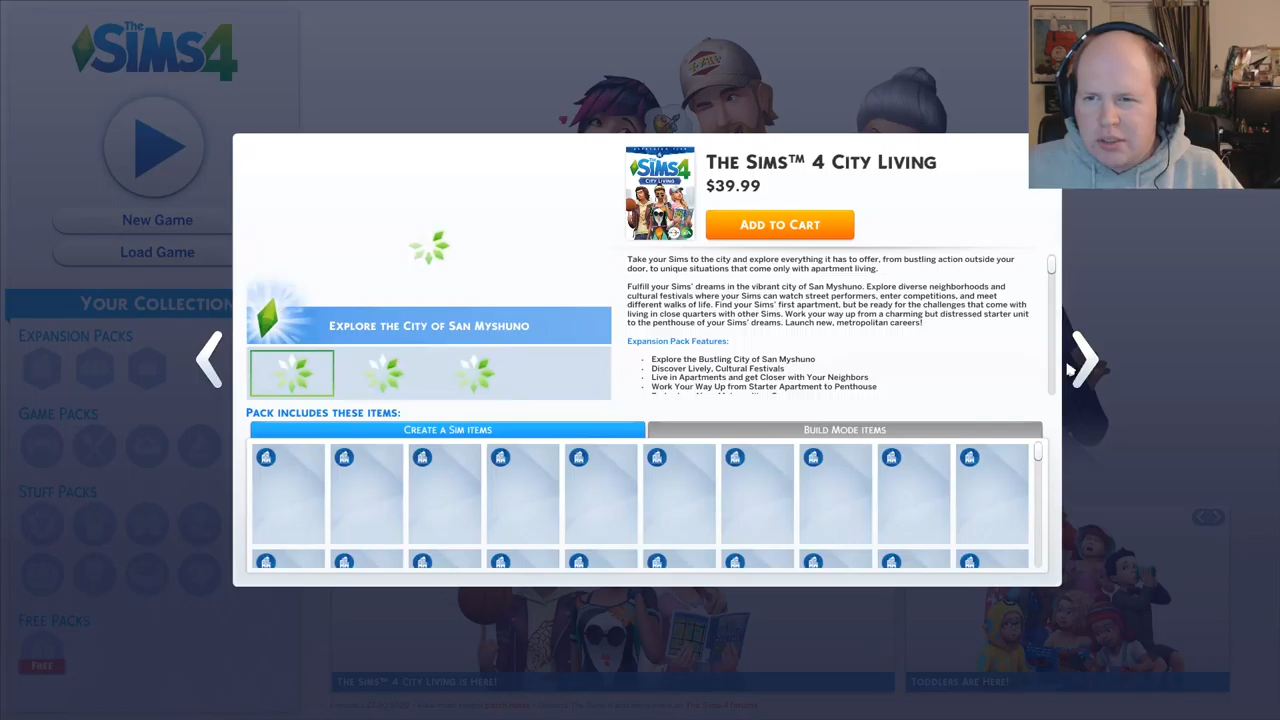 The SiMS 4
New Game
Load Game
Your Collection
Expansion Packs
Game Packs
Stuff Packs
Free Packs
Free
The SiMS 4
City Living
The Sims™ 4 City Living
$39.99
Add to Cart
Take your Sims to the city and explore everything it has to offer, from bustling action outside your
door, to unique situations that come only with apartment living.
Fulfill your Sims' dreams in the vibrant city of San Myshuno. Explore diverse neighborhoods and
cultural festivals where your Sims can watch street performers, enter competitions, and meet
different walks of life. Find your Sims' first apartment, but be ready for the challenges that come with
living in close quarters with other Sims. Work your way up from a charming but distressed starter unit
to the penthouse of your Sims' dreams. Launch new, metropolitan careers!
Expansion Pack Features:
· Explore the Bustling City of San Myshuno
· Discover Lively, Cultural Festivals
· Live in Apartments and get Closer with Your Neighbors
· Work Your Way Up from Starter Apartment to Penthouse
Explore the City of San Myshuno
Pack includes these items:
Create a Sim Items
Build Mode Items
The Sims 4 City Living is Here!
Toddlers are Here!